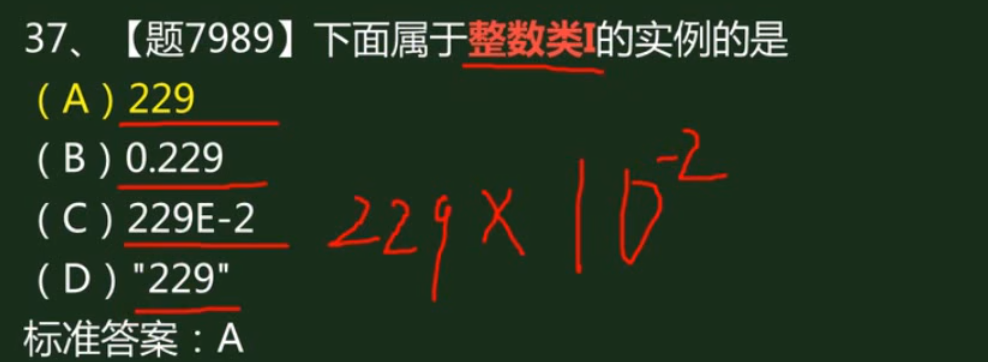 37、【题7989】下面属于整数类I的实例的是
（A）229
（B）0.229
（C）229E-2
229×10⁻²
（D）"229"
标准答案：A